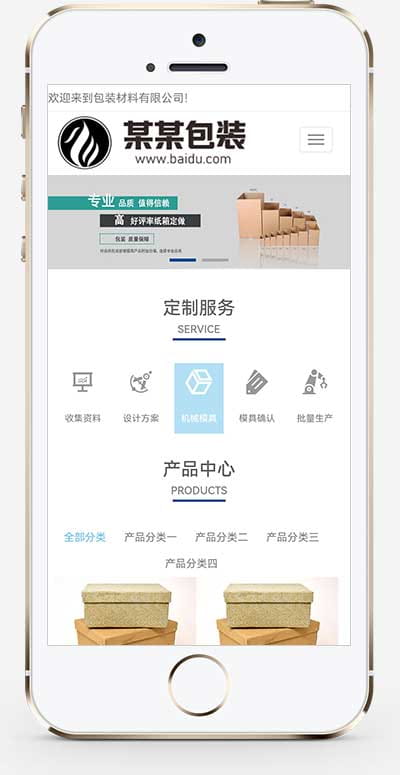 欢迎来到包装材料有限公司!
某某包装
www.baidu.com
专业 品质 值得信赖
高 好评率纸箱定做
包装 质量保障
定制服务
SERVICE
收集资料 设计方案 机械模具 模具确认 批量生产
产品中心
PRODUCTS
全部分类 产品分类一 产品分类二 产品分类三
产品分类四